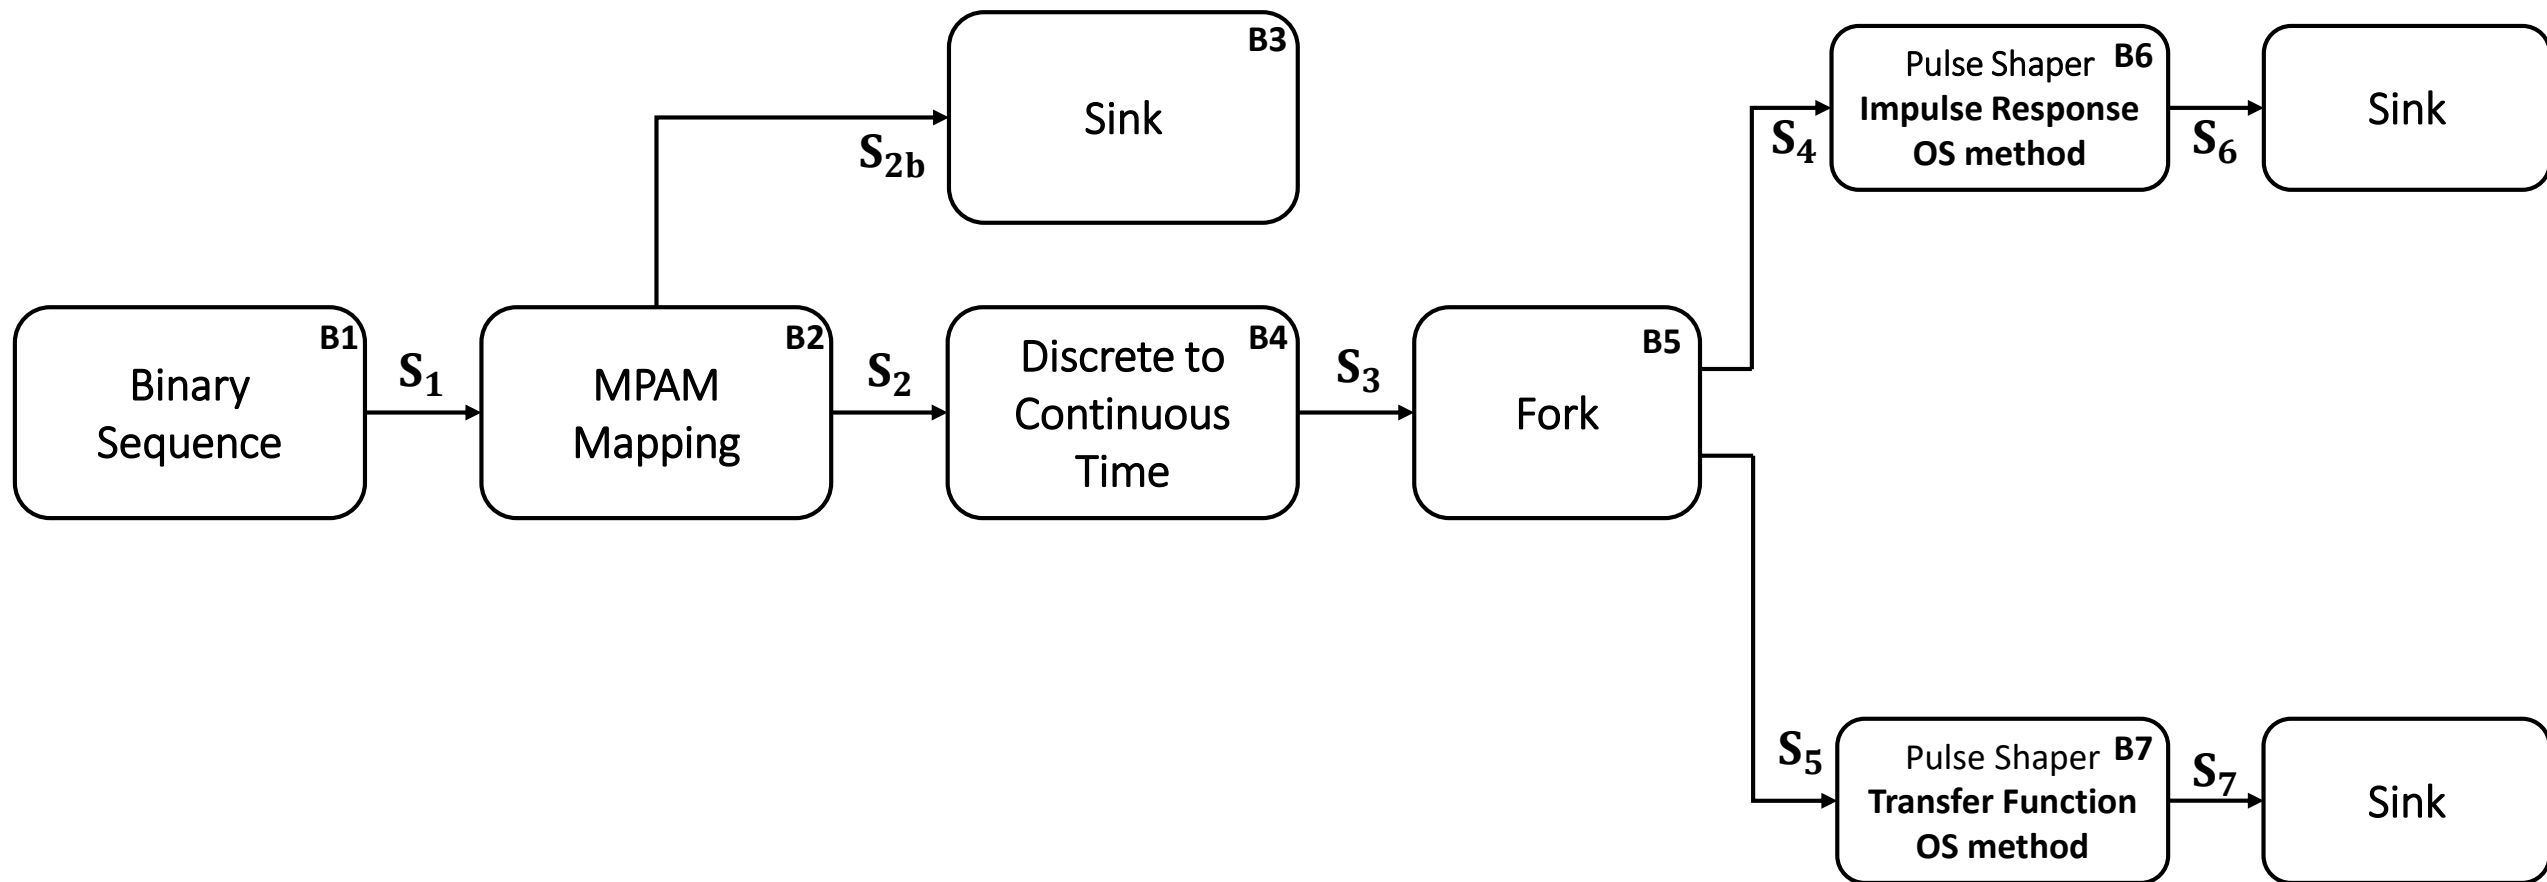 B3
Sink
S2b
Pulse Shaper B6
Impulse Response
OS method
S4
S6
Sink
B1
Binary
Sequence
S1
B2
MPAM
Mapping
S2
B4
Discrete to
Continuous
Time
S3
B5
Fork
S5
Pulse Shaper B7
Transfer Function
OS method
S7
Sink